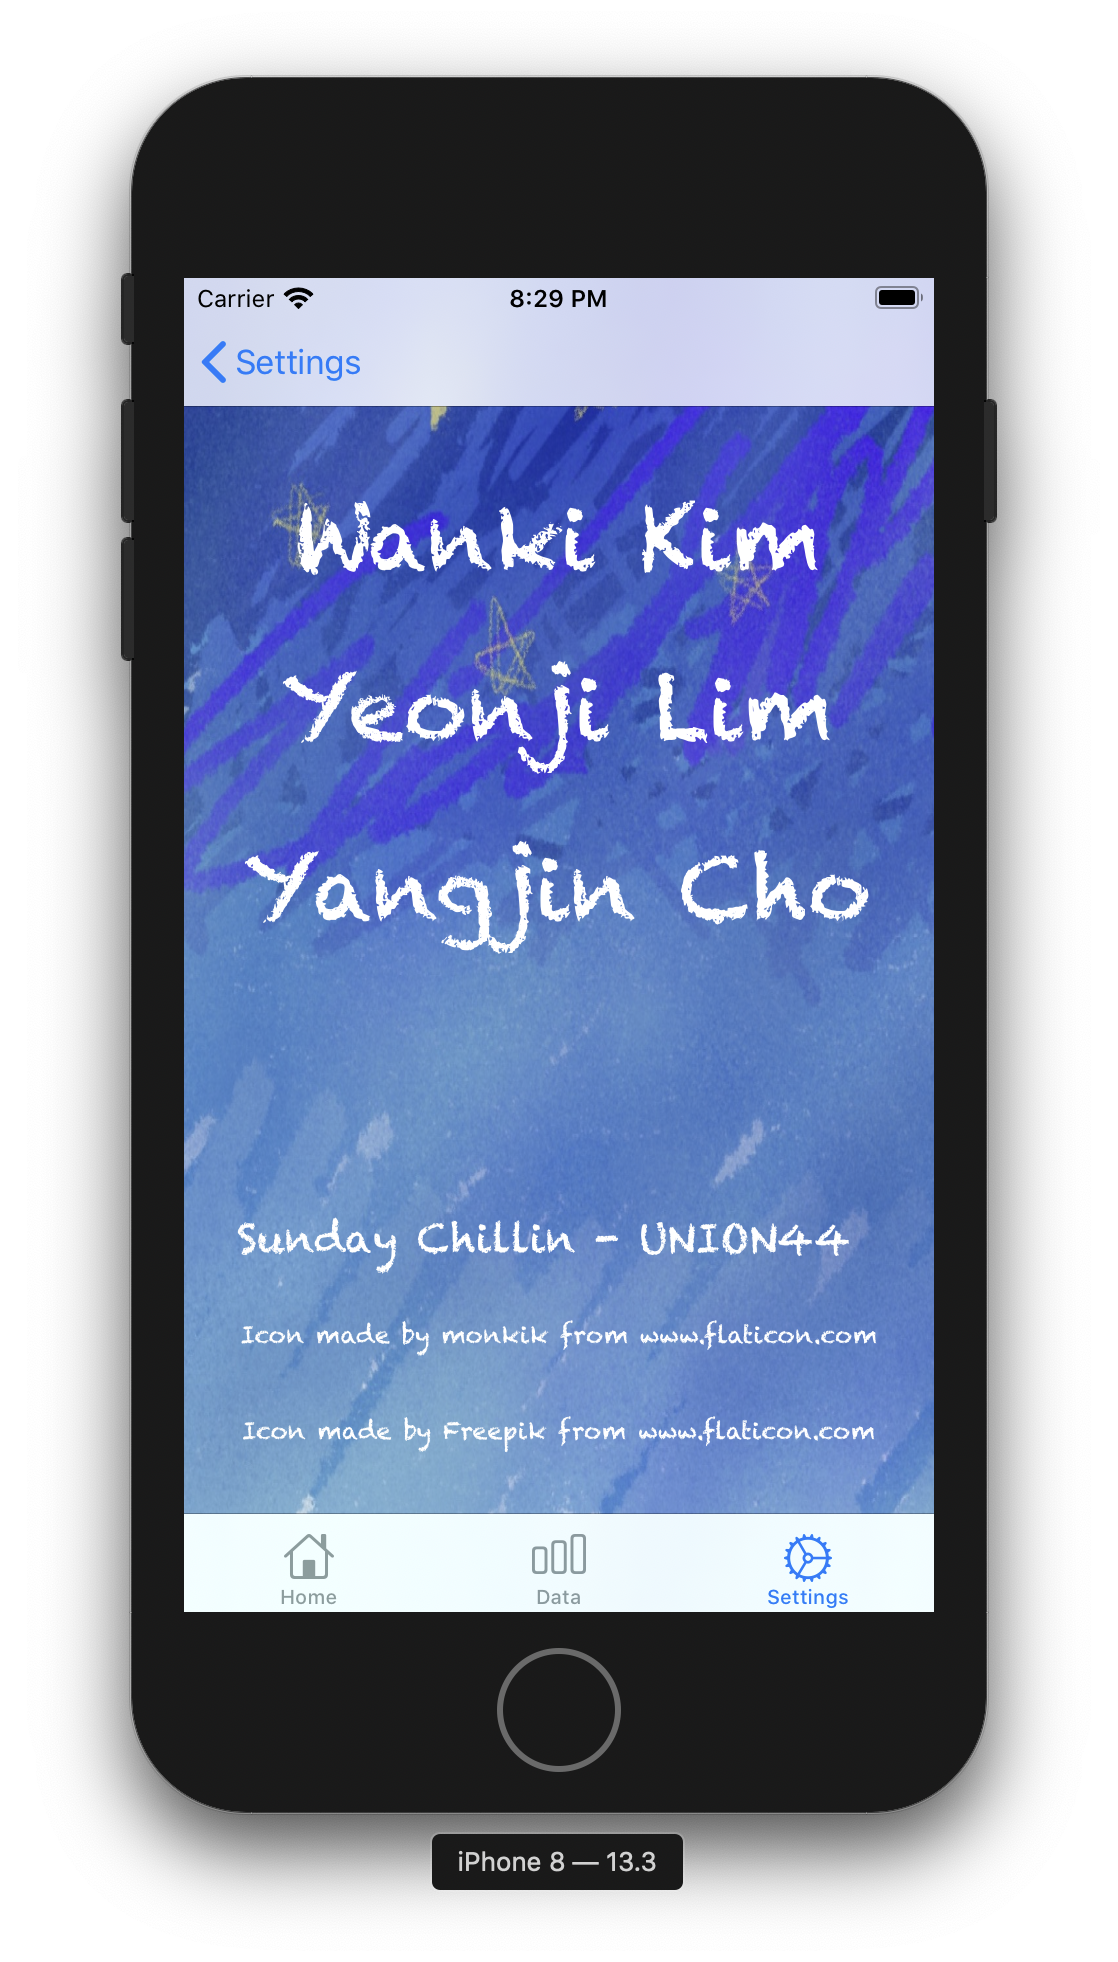 Carrier 8:29 PM
Settings
Wanki Kim
Yeonji Lim
Yangjin Cho
Sunday Chillin - UNION44
Icon made by monkik from www.flaticon.com
Icon made by Freepik from www.flaticon.com
Home Data Settings
iPhone 8 — 13.3